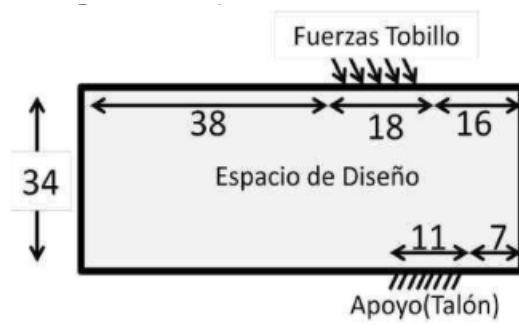 Fuerzas Tobillo
38
18
16
34
Espacio de Diseño
11
7
Apoyo(Talón)